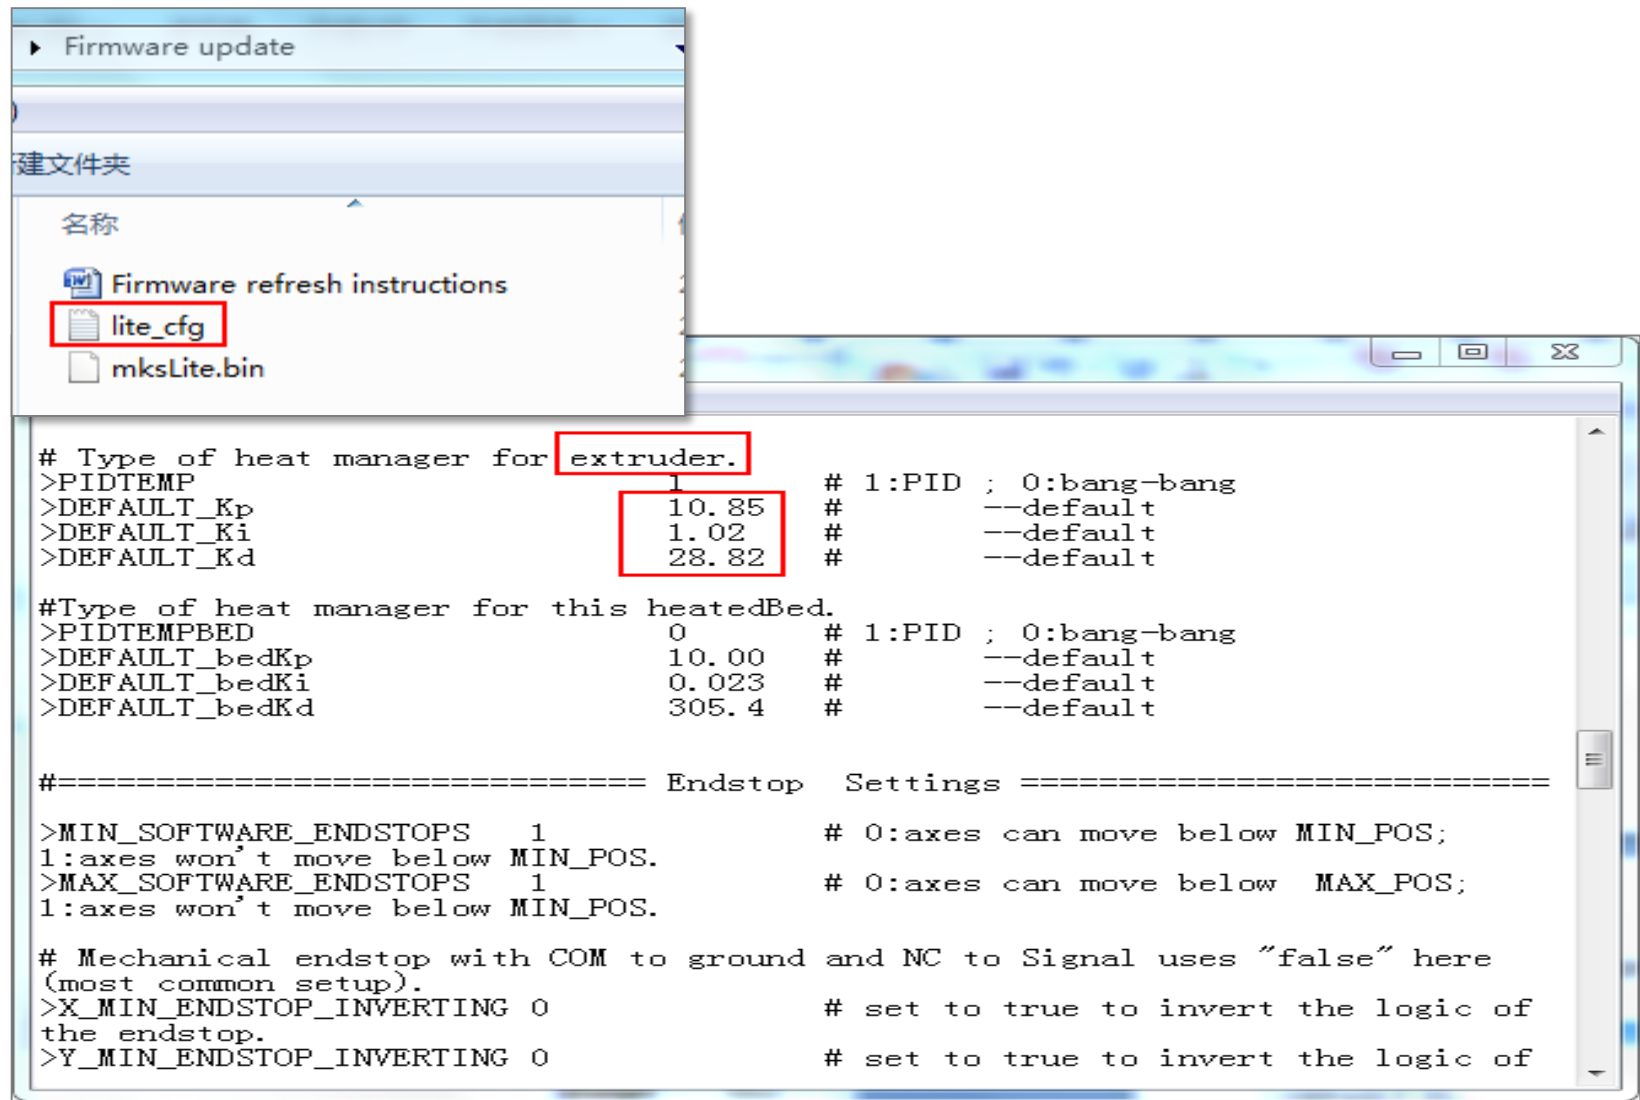 Firmware update
建文件夹
名称
Firmware refresh instructions
lite_cfg
mksLite.bin
# Type of heat manager for extruder.
>PIDTEMP 1 # 1:PID ; 0:bang-bang
>DEFAULT_Kp 10.85 # --default
>DEFAULT_Ki 1.02 # --default
>DEFAULT_Kd 28.82 # --default
#Type of heat manager for this heatedBed.
>PIDTEMPBED 0 # 1:PID ; 0:bang-bang
>DEFAULT_bedKp 10.00 # --default
>DEFAULT_bedKi 0.023 # --default
>DEFAULT_bedKd 305.4 # --default
#============================== Endstop Settings ===========================
>MIN_SOFTWARE_ENDSTOPS 1 # 0:axes can move below MIN_POS;
1:axes won't move below MIN_POS.
>MAX_SOFTWARE_ENDSTOPS 1 # 0:axes can move below MAX_POS;
1:axes won't move below MIN_POS.
# Mechanical endstop with COM to ground and NC to Signal uses "false" here
(most common setup).
>X_MIN_ENDSTOP_INVERTING 0 # set to true to invert the logic of
the endstop.
>Y_MIN_ENDSTOP_INVERTING 0 # set to true to invert the logic of